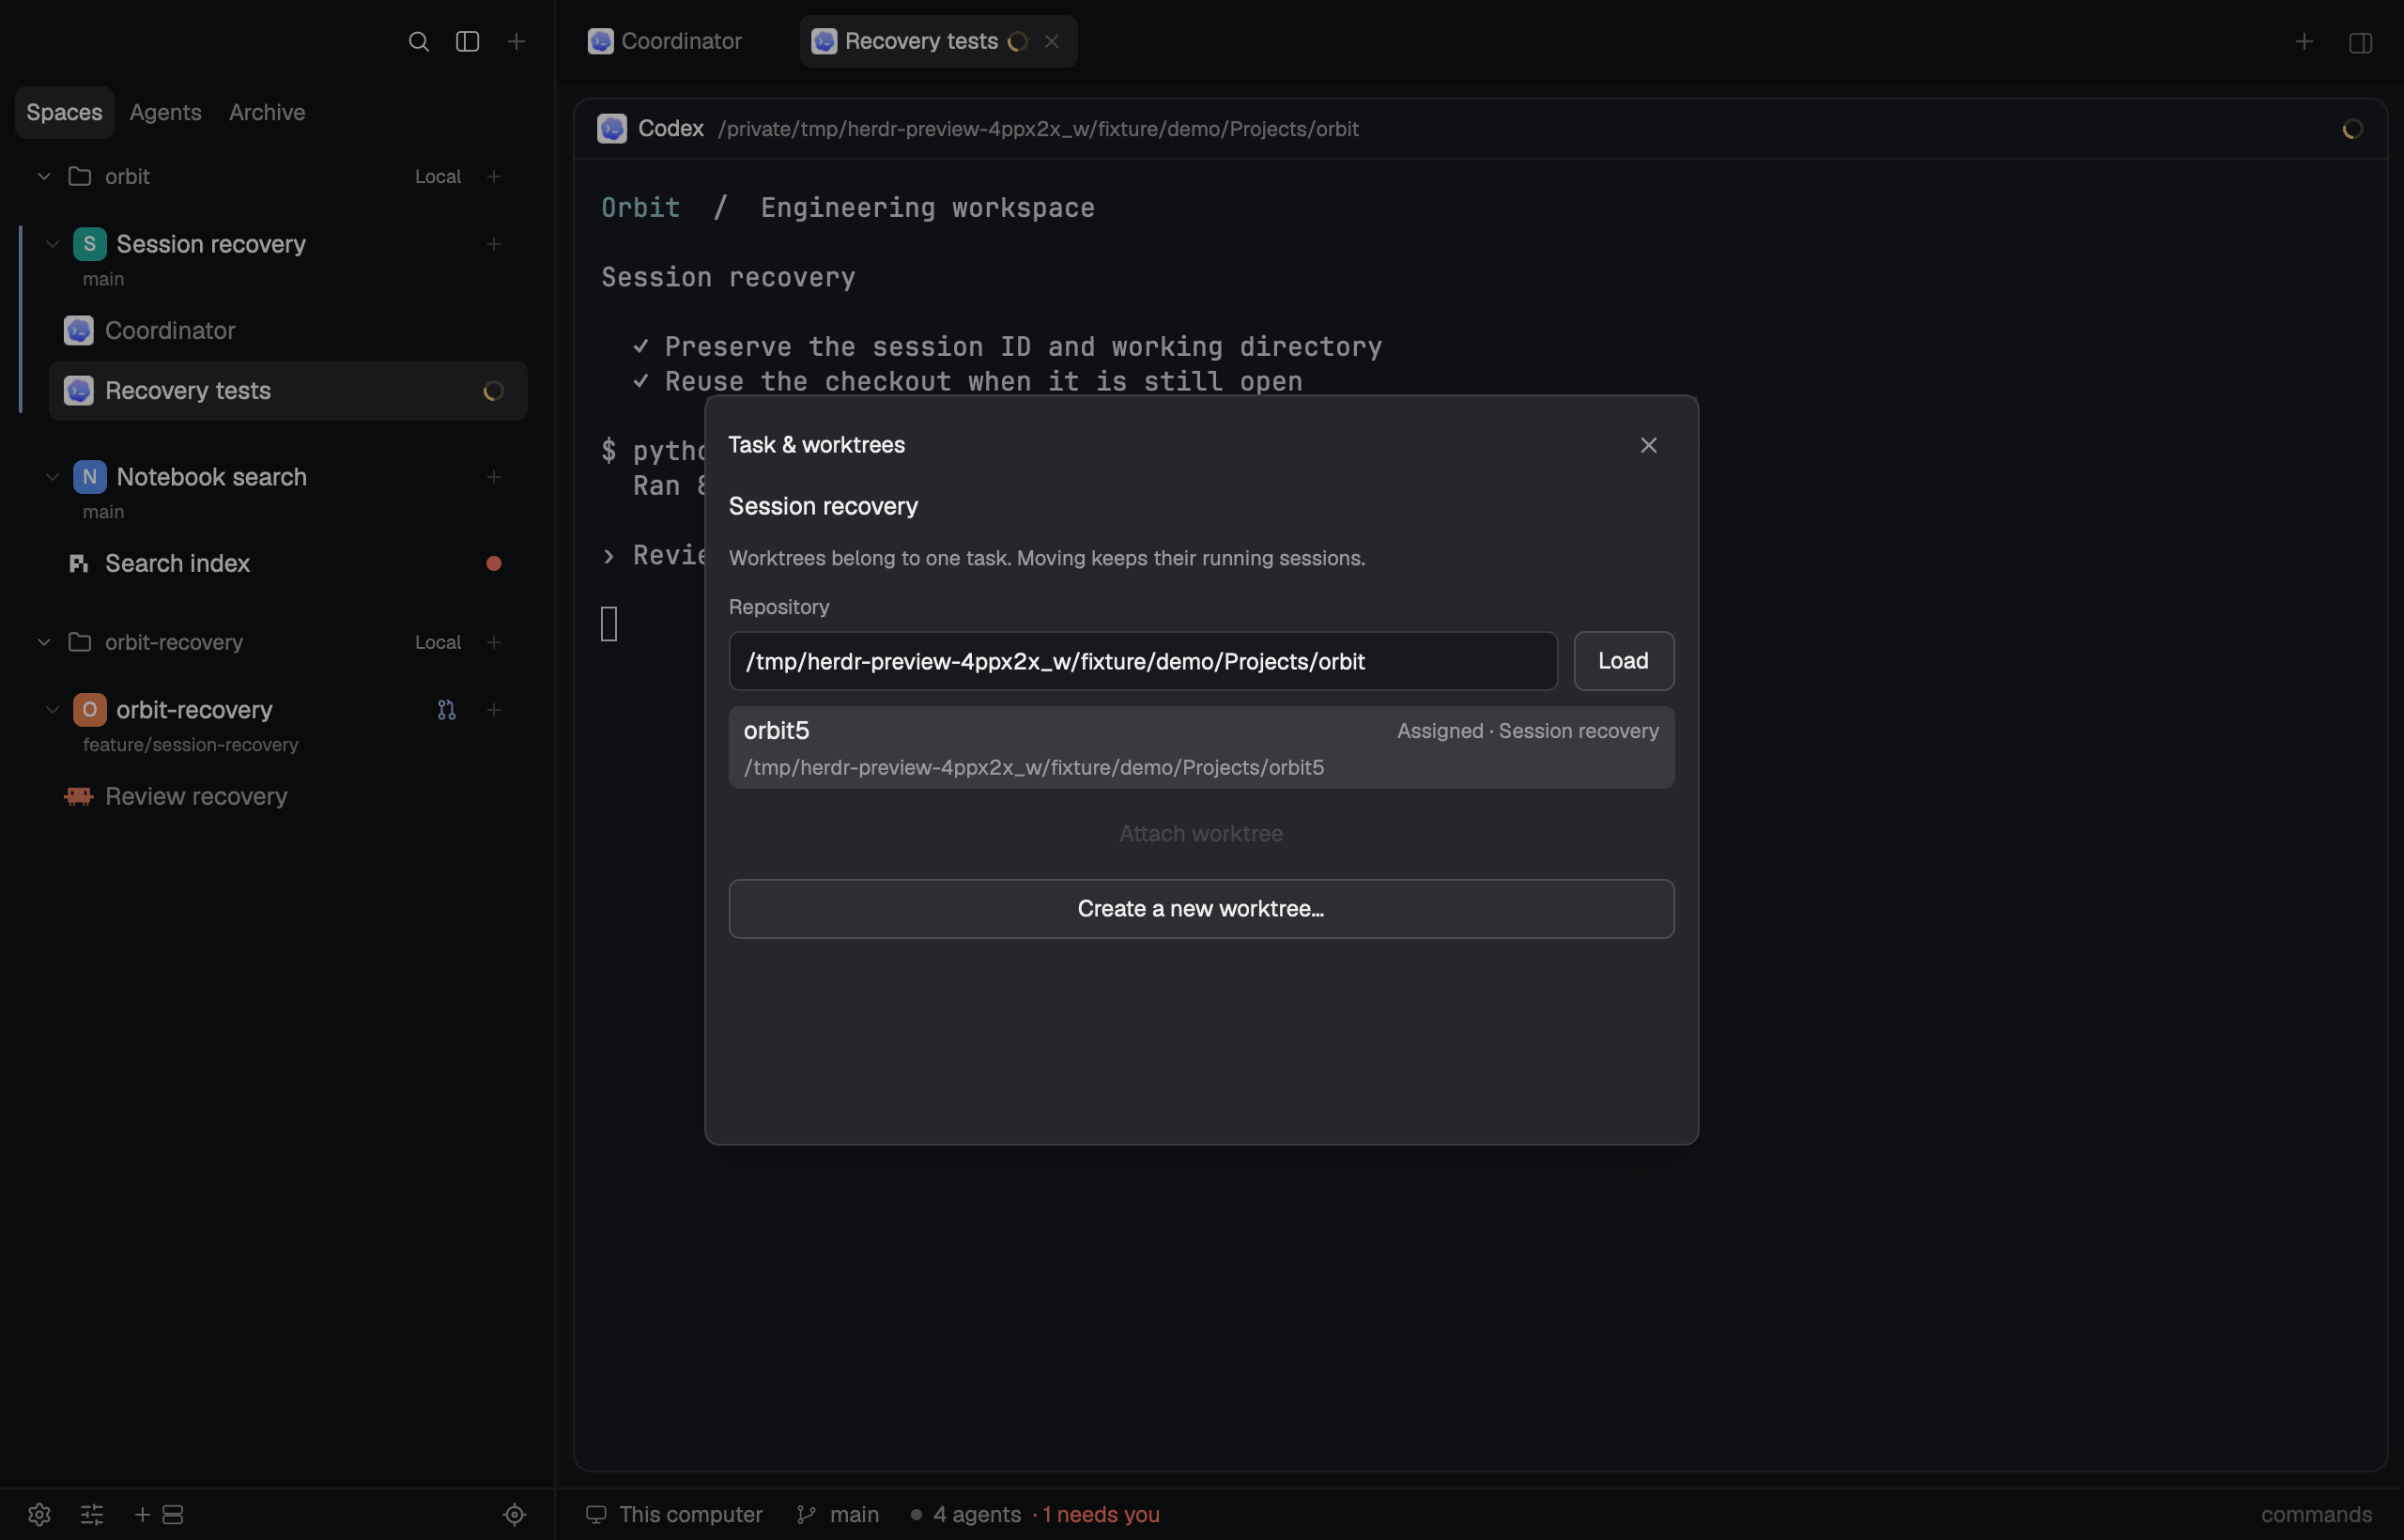 Spaces
Agents
Archive
orbit
Local
S
Session recovery
main
Coordinator
Recovery tests
N
Notebook search
main
Search index
orbit-recovery
Local
O
orbit-recovery
feature/session-recovery
Review recovery
Coordinator
Recovery tests
Codex /private/tmp/herdr-preview-4ppx2x_w/fixture/demo/Projects/orbit
Orbit / Engineering workspace
Session recovery
✓ Preserve the session ID and working directory
✓ Reuse the checkout when it is still open
$
Ran
›
Task & worktrees
Session recovery
Worktrees belong to one task. Moving keeps their running sessions.
Repository
/tmp/herdr-preview-4ppx2x_w/fixture/demo/Projects/orbit
Load
orbit5
Assigned · Session recovery
/tmp/herdr-preview-4ppx2x_w/fixture/demo/Projects/orbit5
Attach worktree
Create a new worktree...
This computer
main
4 agents · 1 needs you
commands